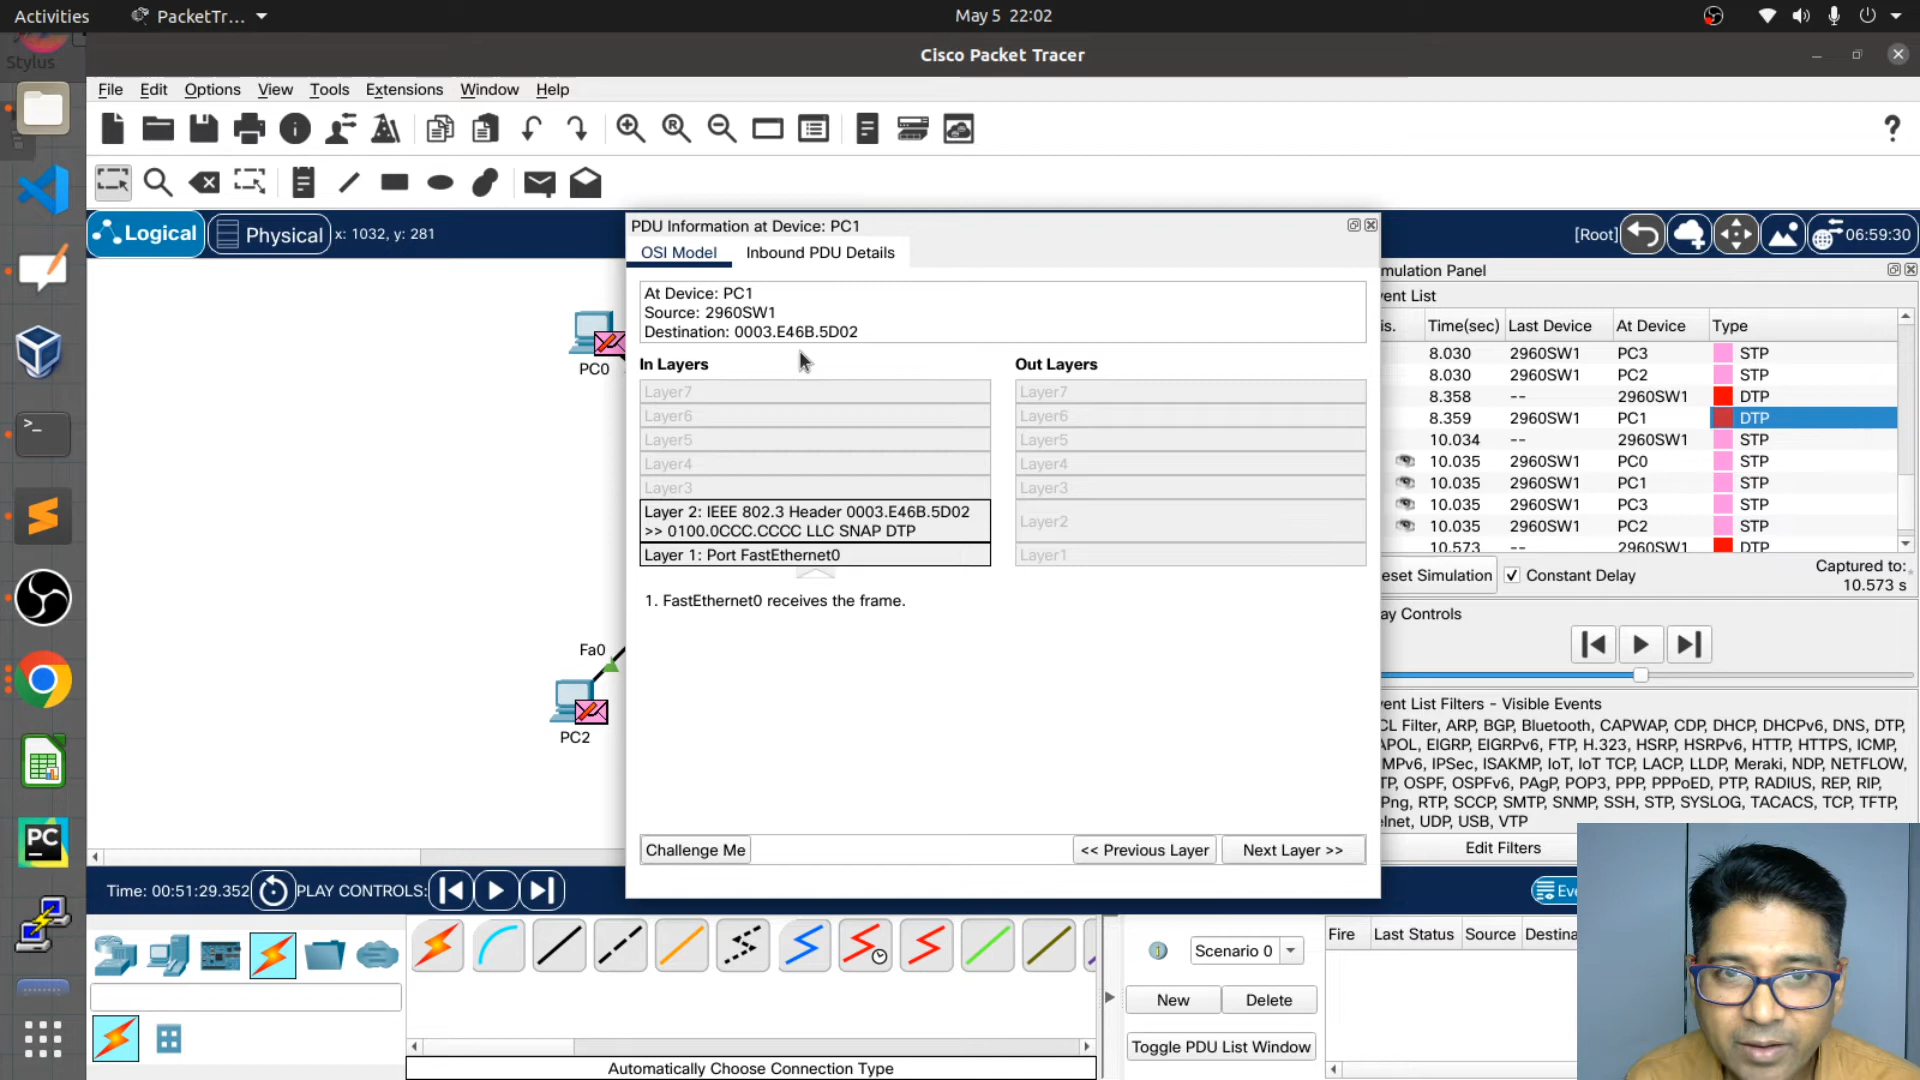 Activities
PacketTr...
May 5 22:02
Stylus
Cisco Packet Tracer
File Edit Options View Tools Extensions Window Help
?
Logical
Physical
x: 1032, y: 281
[Root]
06:59:30
PDU Information at Device: PC1
OSI Model
Inbound PDU Details
At Device: PC1
Source: 2960SW1
Destination: 0003.E46B.5D02
In Layers
Layer7
Layer6
Layer5
Layer4
Layer3
Layer 2: IEEE 802.3 Header 0003.E46B.5D02
>> 0100.0CCC.CCCC LLC SNAP DTP
Layer 1: Port FastEthernet0
Out Layers
Layer7
Layer6
Layer5
Layer4
Layer3
Layer2
Layer1
1. FastEthernet0 receives the frame.
Challenge Me
<< Previous Layer
Next Layer >>
PC0
Fa0
PC2
mulation Panel
ent List
is. Time(sec) Last Device At Device Type
8.030 2960SW1 PC3 STP
8.030 2960SW1 PC2 STP
8.358 -- 2960SW1 DTP
8.359 2960SW1 PC1 DTP
10.034 -- 2960SW1 STP
10.035 2960SW1 PC0 STP
10.035 2960SW1 PC1 STP
10.035 2960SW1 PC3 STP
10.035 2960SW1 PC2 STP
10.573 -- 2960SW1 DTP
eset Simulation
Constant Delay
Captured to:
10.573 s
ay Controls
ent List Filters - Visible Events
CL Filter, ARP, BGP, Bluetooth, CAPWAP, CDP, DHCP, DHCPv6, DNS, DTP,
APOL, EIGRP, EIGRPv6, FTP, H.323, HSRP, HSRPv6, HTTP, HTTPS, ICMP,
MPv6, IPSec, ISAKMP, IoT, IoT TCP, LACP, LLDP, Meraki, NDP, NETFLOW,
TP, OSPF, OSPFv6, PAgP, POP3, PPP, PPPoED, PTP, RADIUS, REP, RIP,
Png, RTP, SCCP, SMTP, SNMP, SSH, STP, SYSLOG, TACACS, TCP, TFTP,
elnet, UDP, USB, VTP
Edit Filters
Time: 00:51:29.352
PLAY CONTROLS:
Eve
PC
Scenario 0
New
Delete
Toggle PDU List Window
Fire Last Status Source Destina
Automatically Choose Connection Type